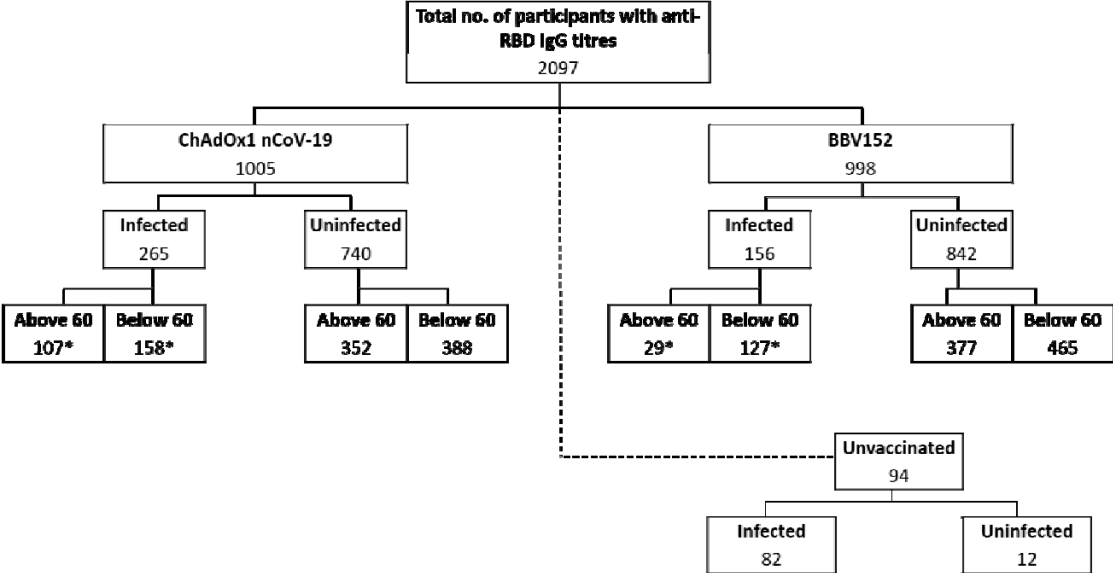 Total no. of participants with anti-
RBD IgG titres
2097
ChAdOx1 nCoV-19
1005
BBV152
998
Infected
265
Uninfected
740
Infected
156
Uninfected
842
Above 60
107*
Below 60
158*
Above 60
352
Below 60
388
Above 60
29*
Below 60
127*
Above 60
377
Below 60
465
Unvaccinated
94
Infected
82
Uninfected
12